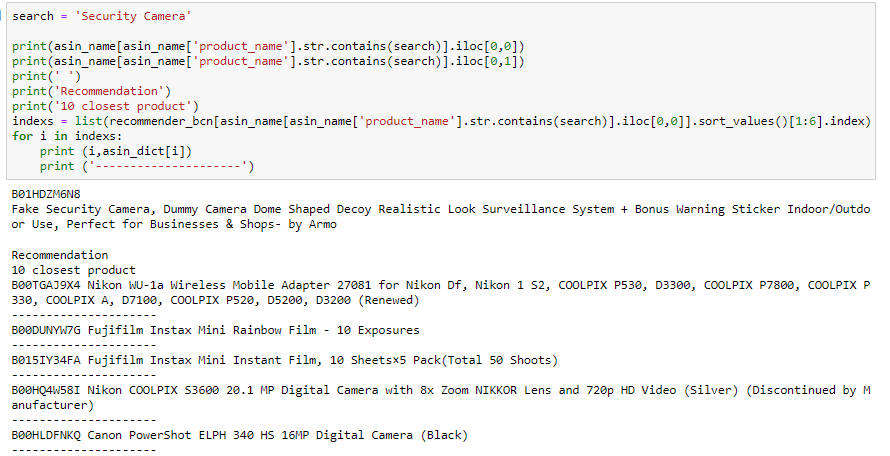 search = 'Security Camera'
print(asin_name[asin_name['product_name'].str.contains(search)].iloc[0,0])
print(asin_name[asin_name['product_name'].str.contains(search)].iloc[0,1])
print(' ')
print('Recommendation')
print('10 closest product')
indexs = list(recommender_bcn[asin_name[asin_name['product_name'].str.contains(search)].iloc[0,0]].sort_values()[1:6].index)
for i in indexs:
    print (i,asin_dict[i])
    print ('---------------------')
B01HDZM6N8
Fake Security Camera, Dummy Camera Dome Shaped Decoy Realistic Look Surveillance System + Bonus Warning Sticker Indoor/Outdo
or Use, Perfect for Businesses & Shops- by Armo
Recommendation
10 closest product
B00TGAJ9X4 Nikon WU-1a Wireless Mobile Adapter 27081 for Nikon Df, Nikon 1 S2, COOLPIX P530, D3300, COOLPIX P7800, COOLPIX P
330, COOLPIX A, D7100, COOLPIX P520, D5200, D3200 (Renewed)
---------------------
B00DUNYW7G Fujifilm Instax Mini Rainbow Film - 10 Exposures
---------------------
B015IY34FA Fujifilm Instax Mini Instant Film, 10 Sheets×5 Pack(Total 50 Shoots)
---------------------
B00HQ4W58I Nikon COOLPIX S3600 20.1 MP Digital Camera with 8x Zoom NIKKOR Lens and 720p HD Video (Silver) (Discontinued by M
anufacturer)
---------------------
B00HLDFNKQ Canon PowerShot ELPH 340 HS 16MP Digital Camera (Black)
---------------------